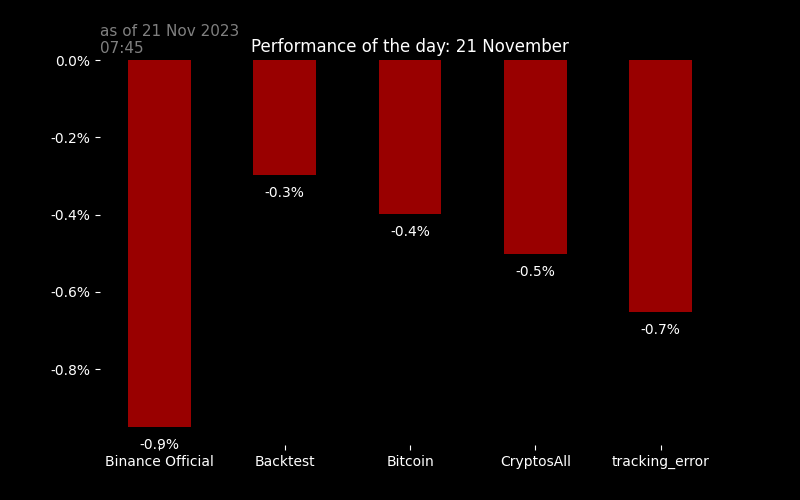 as of 21 Nov 2023
07:45
Performance of the day: 21 November
0.0%
-0.2%
-0.4%
-0.6%
-0.8%
-0.9%
-0.3%
-0.4%
-0.5%
-0.7%
Binance Official
Backtest
Bitcoin
CryptosAll
tracking_error